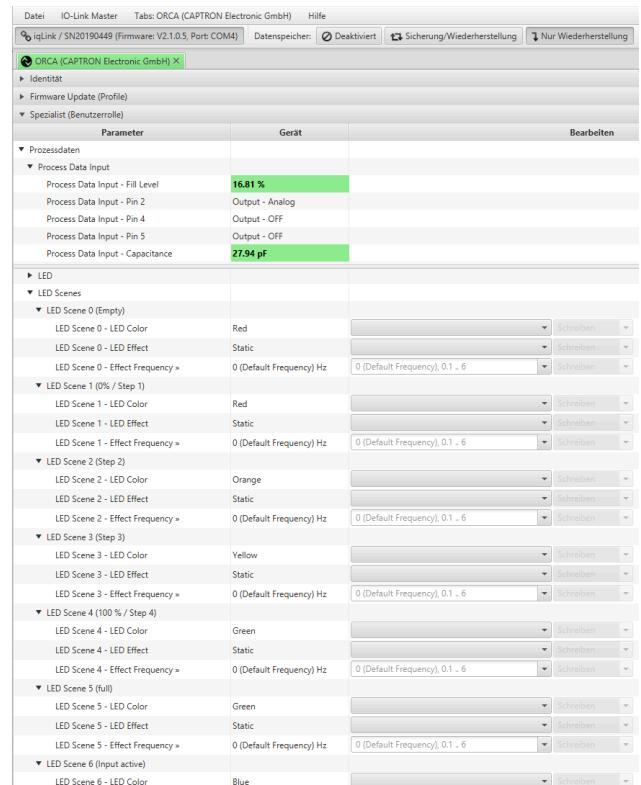 Datei IO-Link Master Tabs: ORCA (CAPTRON Electronic GmbH) Hilfe
iqLink / SN20190449 (Firmware: V2.1.0.5, Port: COM4) Datenspeicher: Deaktiviert Sicherung/Wiederherstellung Nur Wiederherstellung
ORCA (CAPTRON Electronic GmbH) ×
Identität
Firmware Update (Profile)
Spezialist (Benutzerrolle)
Parameter Gerät Bearbeiten
Prozessdaten
Process Data Input
Process Data Input - Fill Level 16.81 %
Process Data Input - Pin 2 Output - Analog
Process Data Input - Pin 4 Output - OFF
Process Data Input - Pin 5 Output - OFF
Process Data Input - Capacitance 27.94 pF
LED
LED Scenes
LED Scene 0 (Empty)
LED Scene 0 - LED Color Red Schreiben
LED Scene 0 - LED Effect Static Schreiben
LED Scene 0 - Effect Frequency » 0 (Default Frequency) Hz 0 (Default Frequency), 0.1 .. 6 Schreiben
LED Scene 1 (0% / Step 1)
LED Scene 1 - LED Color Red Schreiben
LED Scene 1 - LED Effect Static Schreiben
LED Scene 1 - Effect Frequency » 0 (Default Frequency) Hz 0 (Default Frequency), 0.1 .. 6 Schreiben
LED Scene 2 (Step 2)
LED Scene 2 - LED Color Orange Schreiben
LED Scene 2 - LED Effect Static Schreiben
LED Scene 2 - Effect Frequency » 0 (Default Frequency) Hz 0 (Default Frequency), 0.1 .. 6 Schreiben
LED Scene 3 (Step 3)
LED Scene 3 - LED Color Yellow Schreiben
LED Scene 3 - LED Effect Static Schreiben
LED Scene 3 - Effect Frequency » 0 (Default Frequency) Hz 0 (Default Frequency), 0.1 .. 6 Schreiben
LED Scene 4 (100 % / Step 4)
LED Scene 4 - LED Color Green Schreiben
LED Scene 4 - LED Effect Static Schreiben
LED Scene 4 - Effect Frequency » 0 (Default Frequency) Hz 0 (Default Frequency), 0.1 .. 6 Schreiben
LED Scene 5 (full)
LED Scene 5 - LED Color Green Schreiben
LED Scene 5 - LED Effect Static Schreiben
LED Scene 5 - Effect Frequency » 0 (Default Frequency) Hz 0 (Default Frequency), 0.1 .. 6 Schreiben
LED Scene 6 (Input active)
LED Scene 6 - LED Color Blue Schreiben